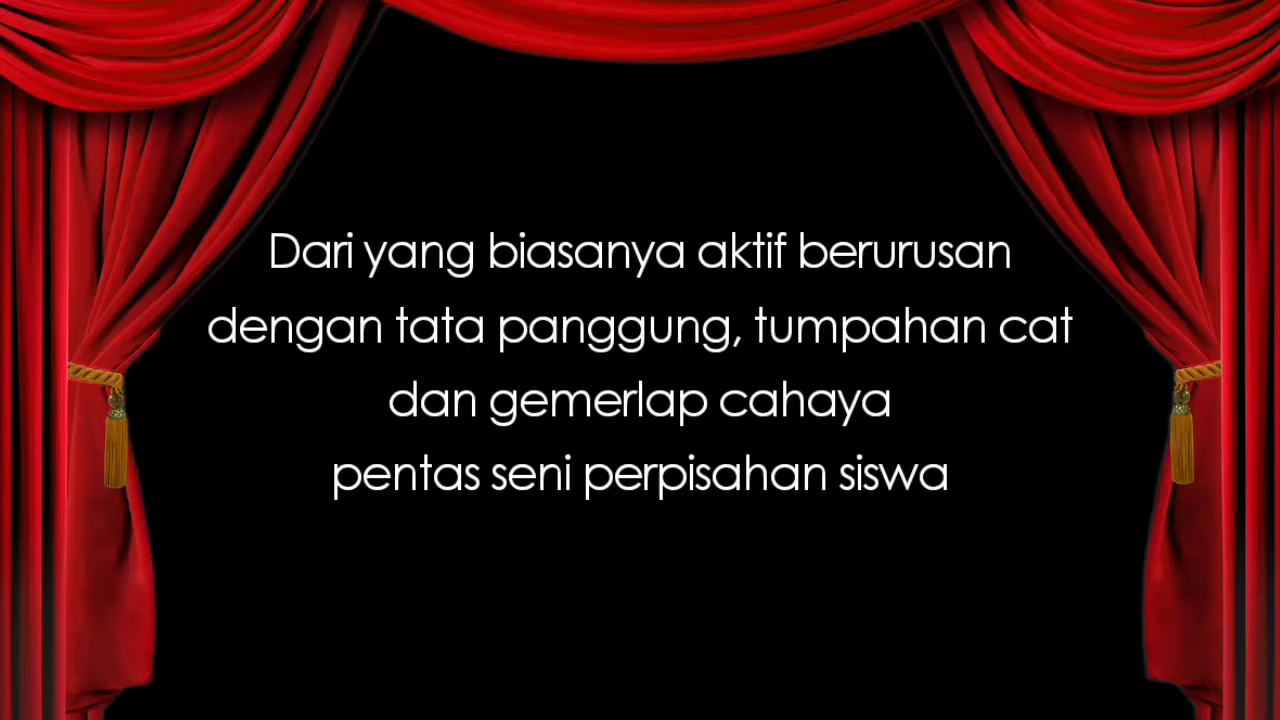 Dari yang biasanya aktif berurusan
dengan tata panggung, tumpahan cat
dan gemerlap cahaya
pentas seni perpisahan siswa